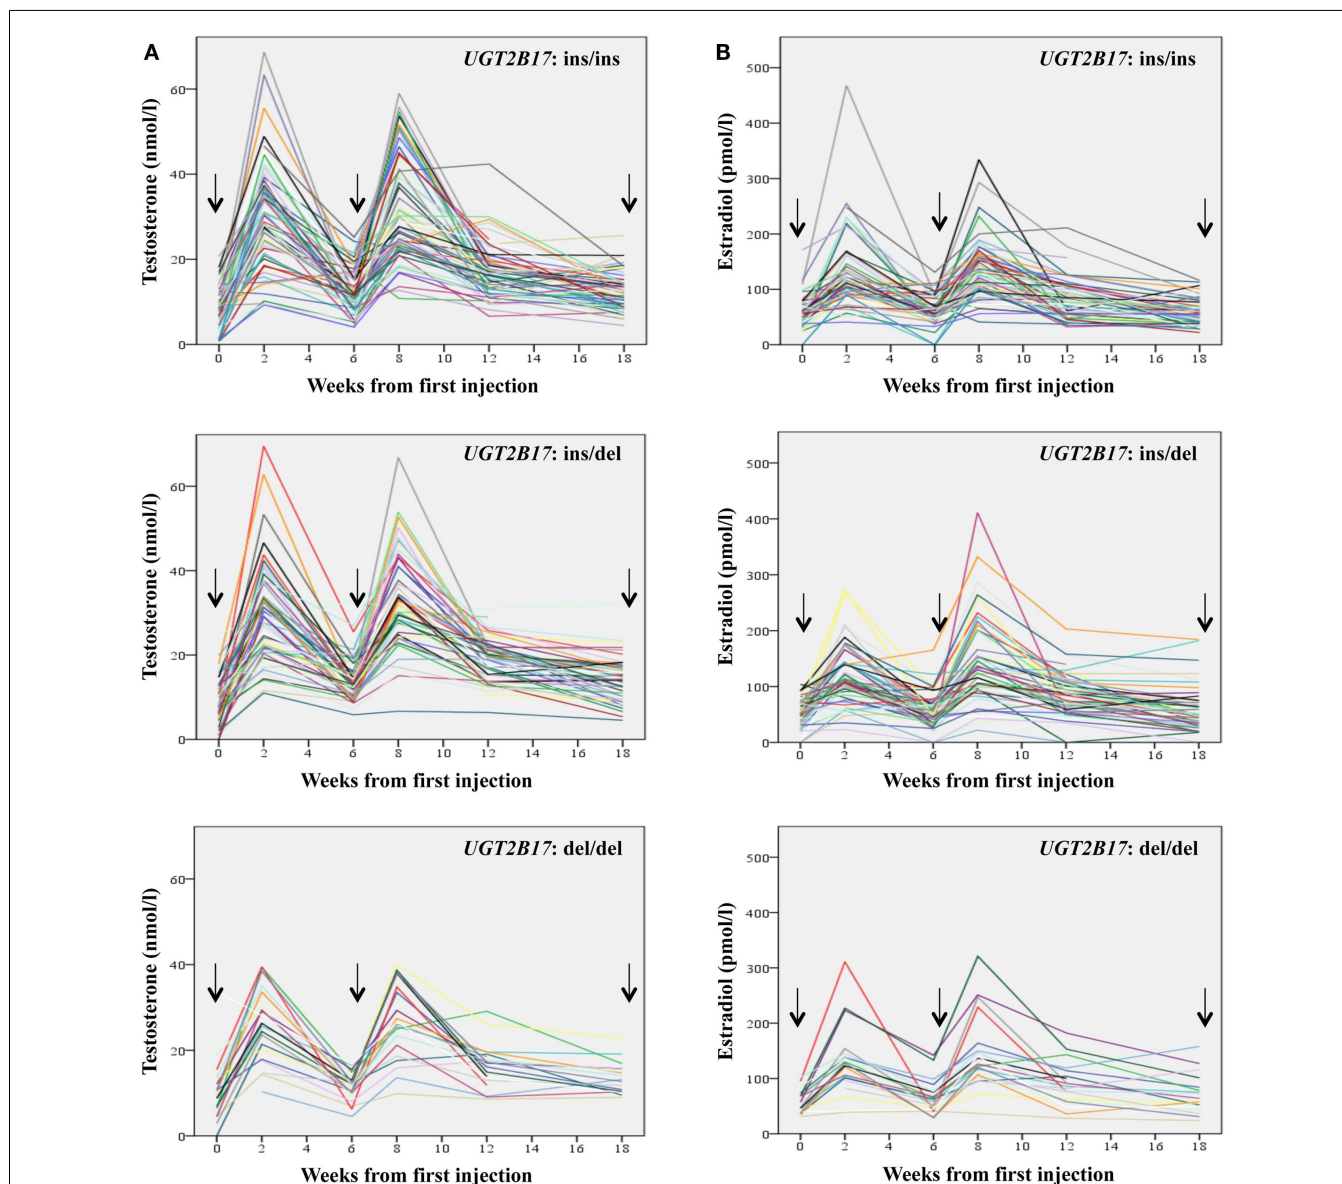 A
UGT2B17: ins/ins
Testosterone (nmol/l)
60
40
20
0
0 2 4 6 8 10 12 14 16 18
Weeks from first injection
B
UGT2B17: ins/ins
Estradiol (pmol/l)
500
400
300
200
100
0
0 2 4 6 8 10 12 14 16 18
Weeks from first injection
UGT2B17: ins/del
Testosterone (nmol/l)
60
40
20
0
0 2 4 6 8 10 12 14 16 18
Weeks from first injection
UGT2B17: ins/del
Estradiol (pmol/l)
500
400
300
200
100
0
0 2 4 6 8 10 12 14 16 18
Weeks from first injection
UGT2B17: del/del
Testosterone (nmol/l)
60
40
20
0
0 2 4 6 8 10 12 14 16 18
Weeks from first injection
UGT2B17: del/del
Estradiol (pmol/l)
500
400
300
200
100
0
0 2 4 6 8 10 12 14 16 18
Weeks from first injection